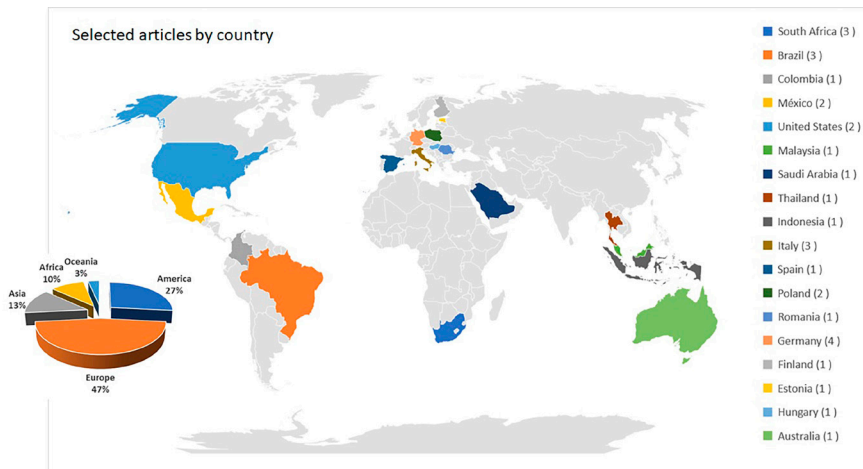 Selected articles by country
South Africa (3 )
Brazil (3 )
Colombia (1 )
México (2 )
United States (2 )
Malaysia (1 )
Saudi Arabia (1 )
Thailand (1 )
Indonesia (1 )
Italy (3 )
Spain (1 )
Poland (2 )
Romania (1 )
Germany (4 )
Finland (1 )
Estonia (1 )
Hungary (1 )
Australia (1 )
Oceania
3%
Africa
10%
America
27%
Asia
13%
Europe
47%